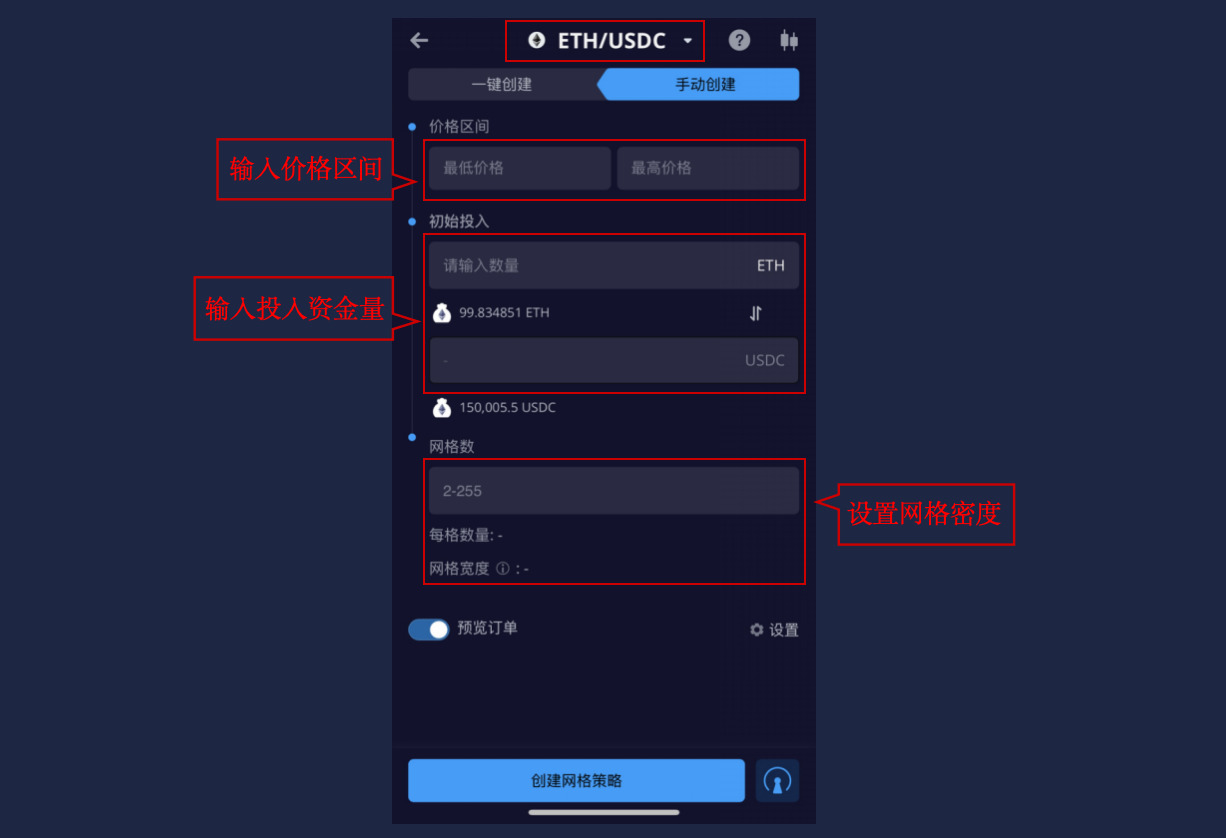 ETH/USDC
?
一键创建
手动创建
价格区间
输入价格区间
最低价格
最高价格
初始投入
请输入数量
ETH
输入投入资金量
99.834851 ETH
-
USDC
150,005.5 USDC
网格数
2-255
设置网格密度
每格数量: -
网格宽度 ⓘ : -
预览订单
设置
创建网格策略